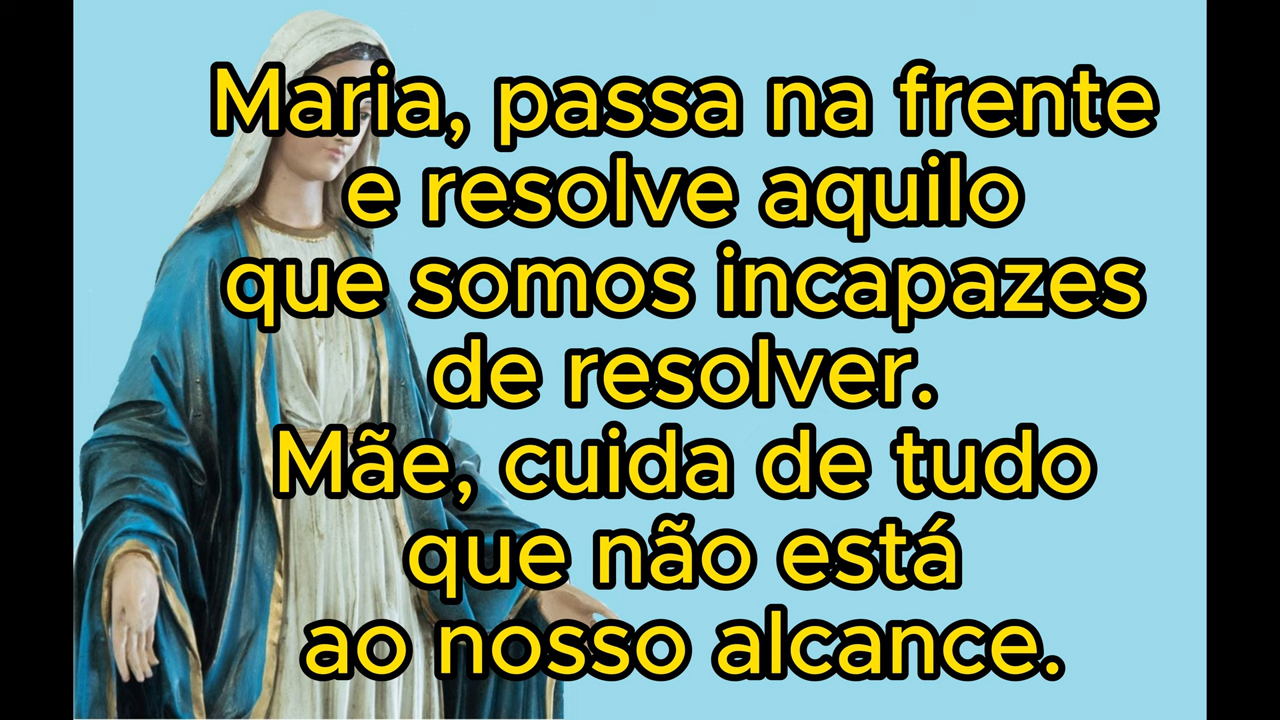 Maria, passa na frente
e resolve aquilo
que somos incapazes
de resolver.
Mãe, cuida de tudo
que não está
ao nosso alcance.